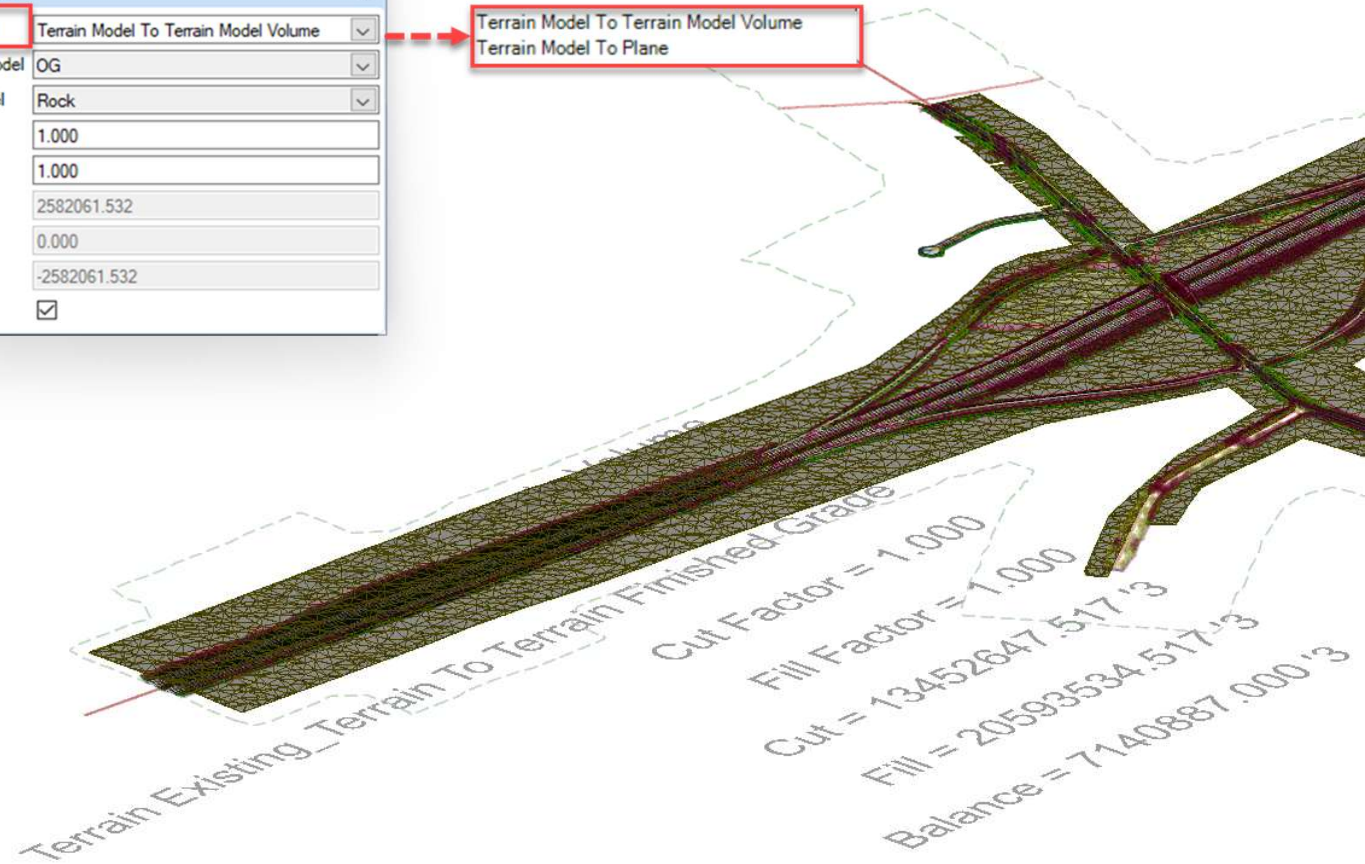 Terrain Model To Terrain Model Volume
OG
Rock
1.000
1.000
2582061.532
0.000
-2582061.532
Terrain Model To Terrain Model Volume
Terrain Model To Plane
Volume
Terrain Existing_Terrain To Terrain Finished-Grade
Cut Factor = 1.000
Fill Factor = 1.000
Cut = 13452647.517 '3
Fill = 20593534.517 '3
Balance = 7140887.000 '3